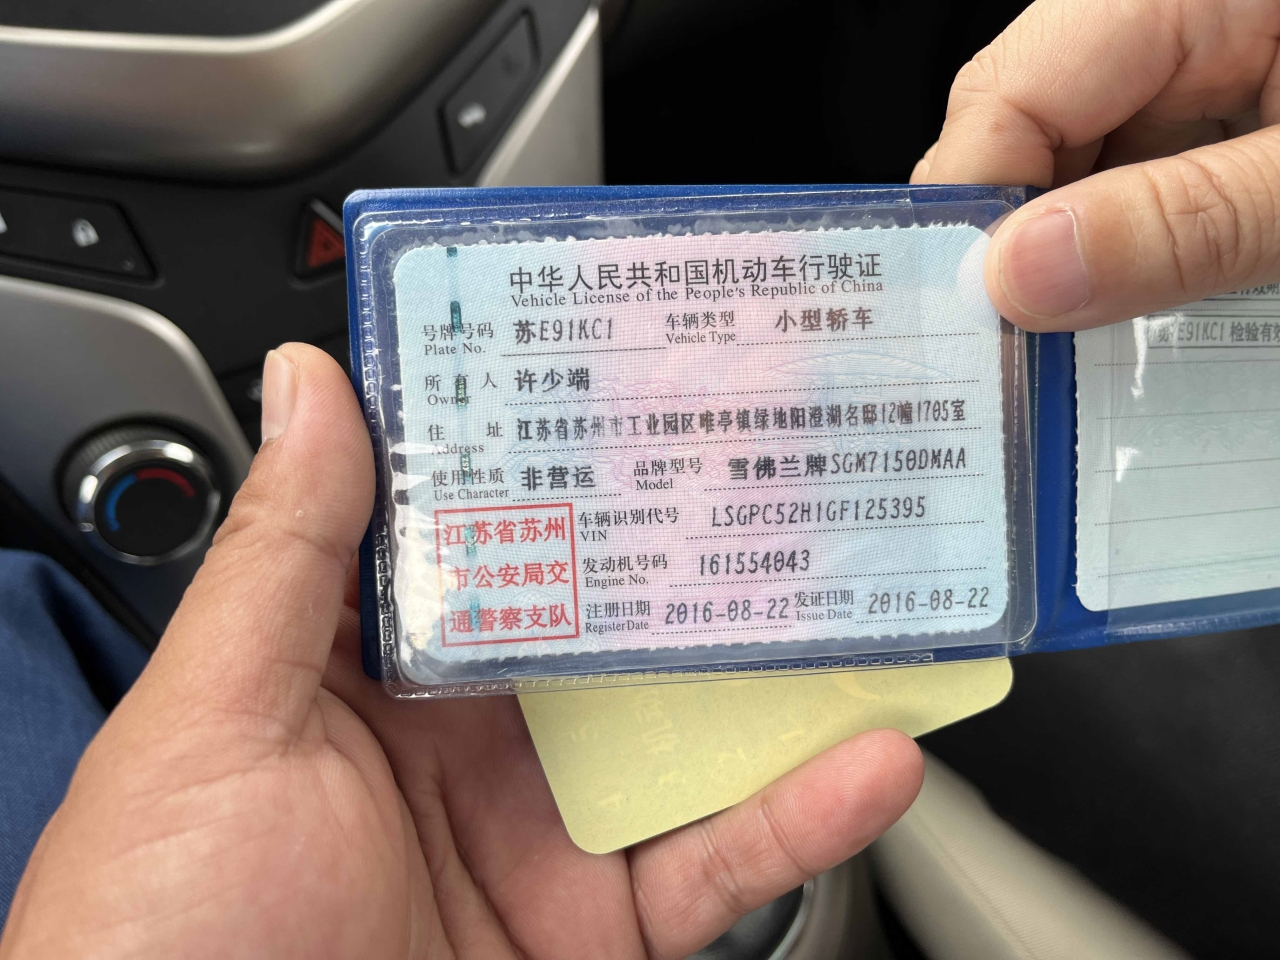 中华人民共和国机动车行驶证
Vehicle License of the People's Republic of China
号牌号码 苏E91KC1 车辆类型 小型轿车
Plate No. Vehicle Type
所有人 许少端
Owner
住址 江苏省苏州市工业园区唯亭镇绿地阳澄湖名邸12幢1705室
Address
使用性质 非营运 品牌型号 雪佛兰牌SGM7150DMAA
Use Character Model
江苏省苏州
市公安局交
通警察支队
车辆识别代号 LSGPC52H1GF125395
VIN
发动机号码 161554043
Engine No.
注册日期 2016-08-22 发证日期 2016-08-22
Register Date Issue Date
苏E91KC1 检验有效